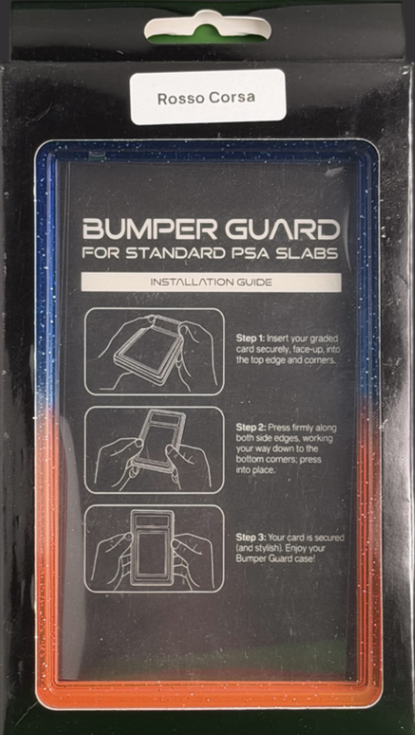 Rosso Corsa
BUMPER GUARD
FOR STANDARD PSA SLABS
INSTALLATION GUIDE
Step 1: Insert your graded
card securely, face-up, into
the top edge and corners.
Step 2: Press firmly along
both side edges, working
your way down to the
bottom corners; press
into place.
Step 3: Your card is secured
(and stylish). Enjoy your
Bumper Guard case!